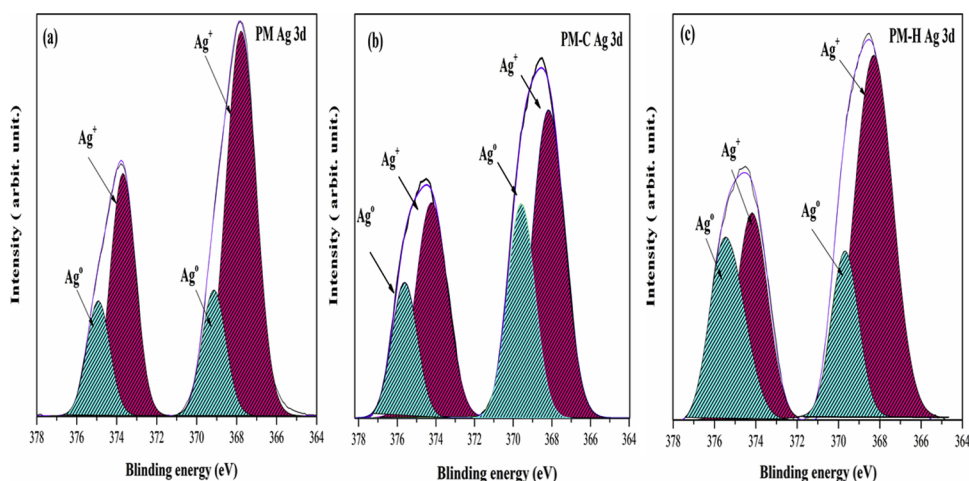 (a)
PM Ag 3d
Ag+
Ag+
Ag0
Ag0
Intensity ( arbit. unit.)
378 376 374 372 370 368 366 364
Blinding energy (eV)
(b)
PM-C Ag 3d
Ag+
Ag+
Ag0
Ag0
Intensity ( arbit. unit.)
378 376 374 372 370 368 366 364
Blinding energy (eV)
(c)
PM-H Ag 3d
Ag+
Ag+
Ag0
Ag0
Intensity ( arbit. unit.)
378 376 374 372 370 368 366 364
Blinding energy (eV)